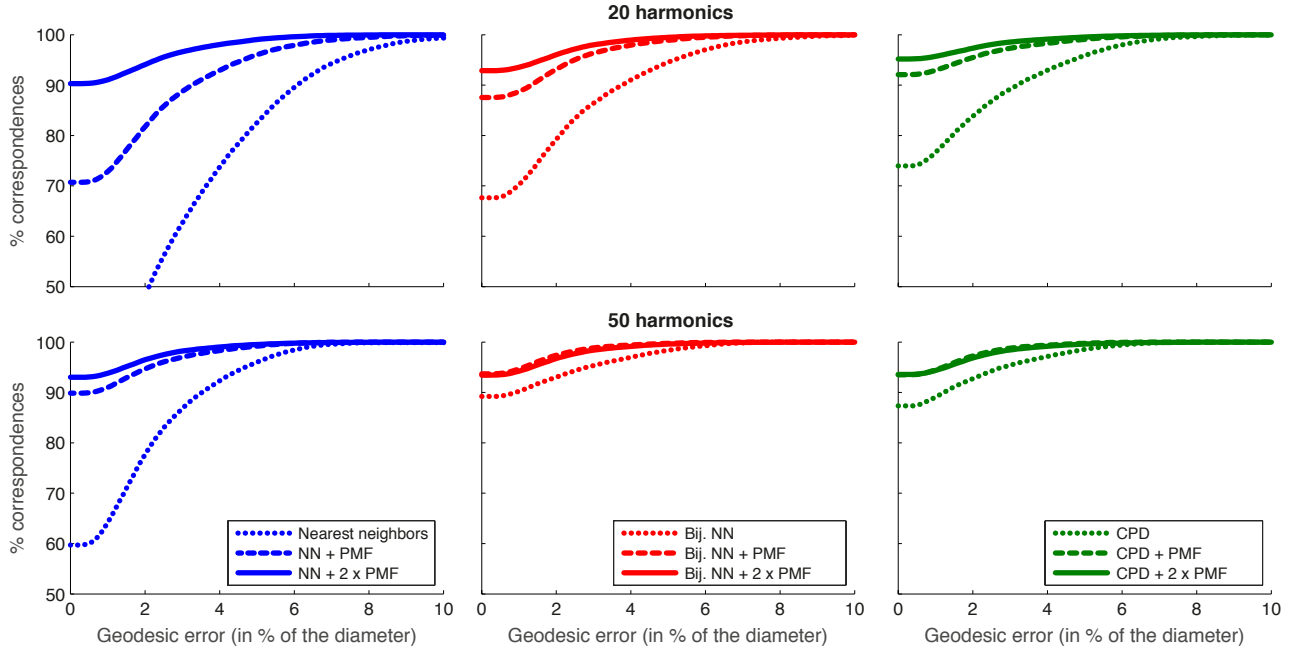 20 harmonics
% correspondences
100
90
80
70
60
50
50 harmonics
% correspondences
100
90
80
70
60
50
0 2 4 6 8 10
0 2 4 6 8 10
0 2 4 6 8 10
Nearest neighbors
NN + PMF
NN + 2 x PMF
Bij. NN
Bij. NN + PMF
Bij. NN + 2 x PMF
CPD
CPD + PMF
CPD + 2 x PMF
Geodesic error (in % of the diameter)
Geodesic error (in % of the diameter)
Geodesic error (in % of the diameter)